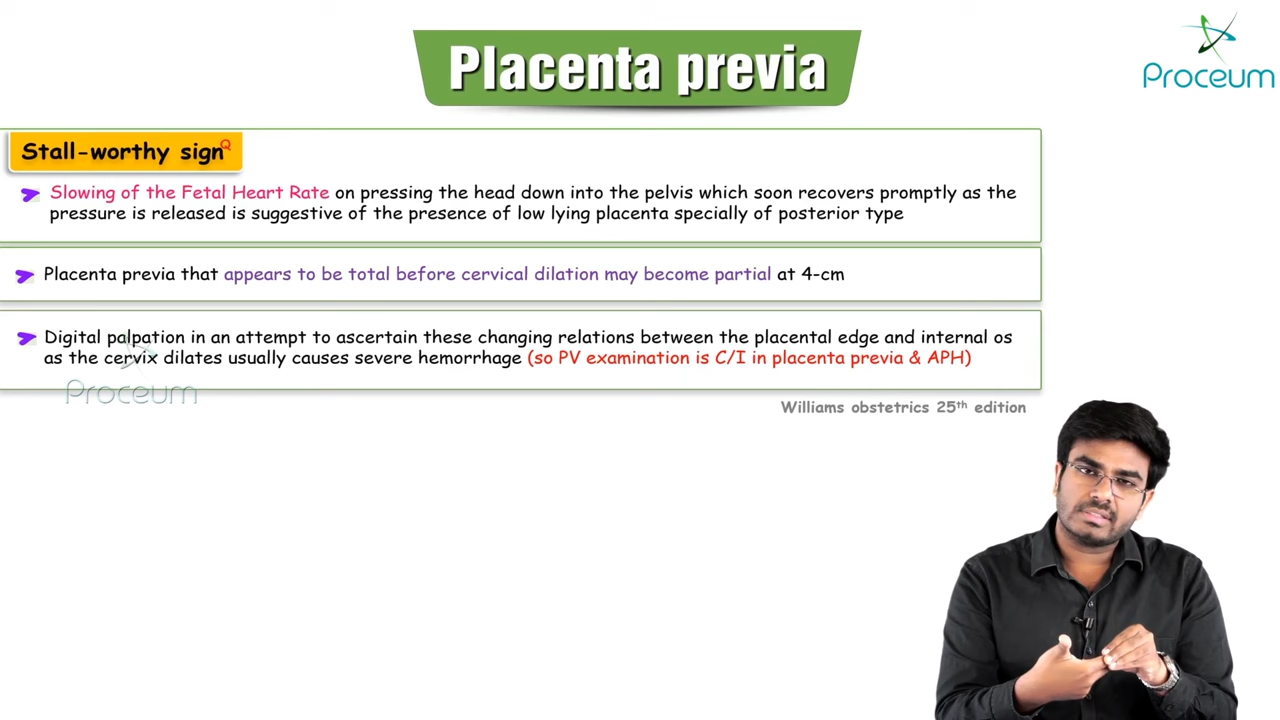 Placenta previa
Proceum
Stall-worthy sign Q
Slowing of the Fetal Heart Rate on pressing the head down into the pelvis which soon recovers promptly as the
pressure is released is suggestive of the presence of low lying placenta specially of posterior type
Placenta previa that appears to be total before cervical dilation may become partial at 4-cm
Digital palpation in an attempt to ascertain these changing relations between the placental edge and internal os
as the cervix dilates usually causes severe hemorrhage (so PV examination is C/I in placenta previa & APH)
Proceum
Williams obstetrics 25th edition